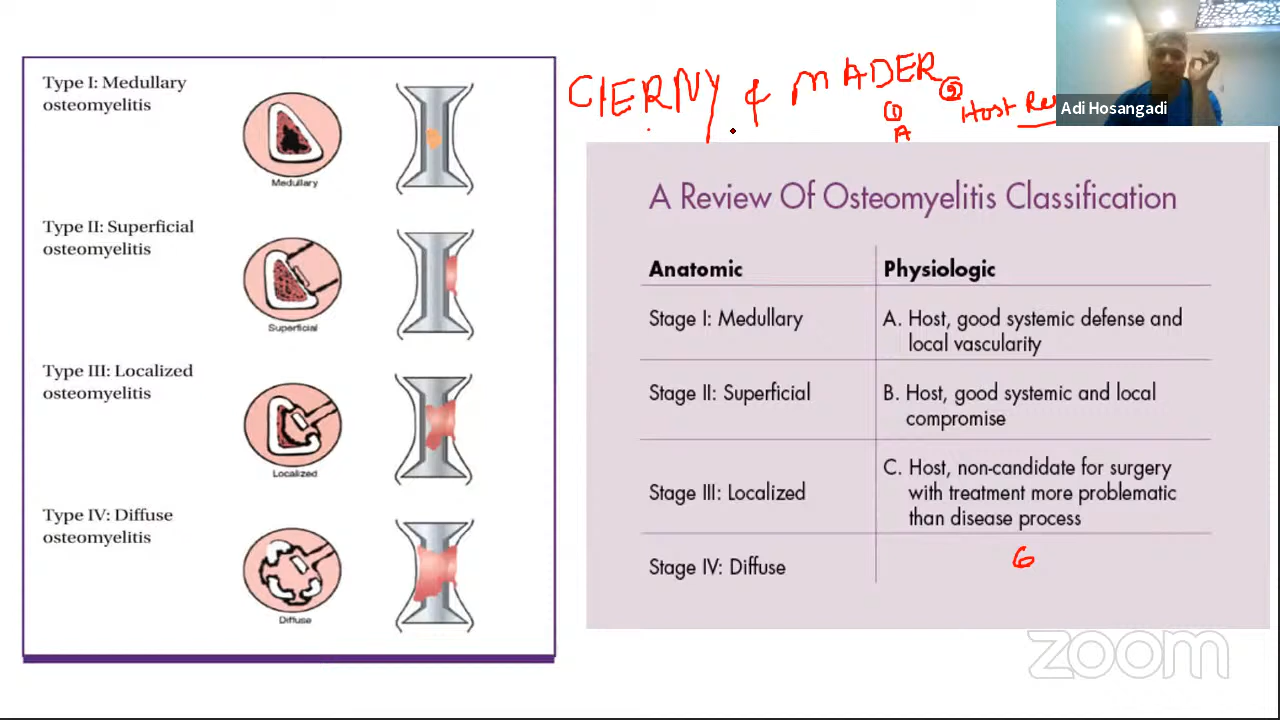 Type I: Medullary
osteomyelitis
Medullary
Type II: Superficial
osteomyelitis
Superficial
Type III: Localized
osteomyelitis
Localized
Type IV: Diffuse
osteomyelitis
Diffuse
CIERNY & MADER
① A
② Host Re
Adi Hosangadi
A Review Of Osteomyelitis Classification
Anatomic Physiologic
Stage I: Medullary
A. Host, good systemic defense and
local vascularity
Stage II: Superficial
B. Host, good systemic and local
compromise
Stage III: Localized
C. Host, non-candidate for surgery
with treatment more problematic
than disease process
Stage IV: Diffuse
6
zoom